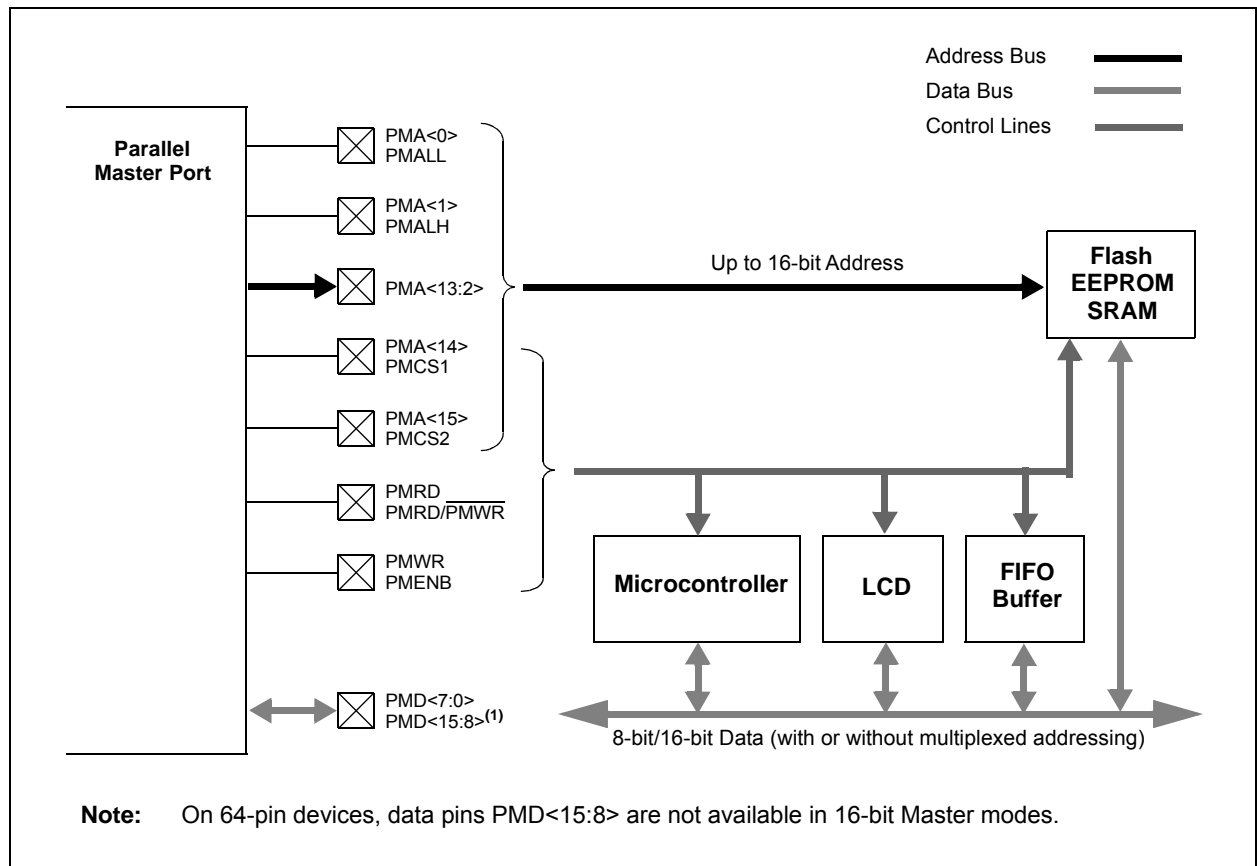 Address Bus
Data Bus
Control Lines
Parallel
Master Port
PMA<0>
PMALL
PMA<1>
PMALH
PMA<13:2>
PMA<14>
PMCS1
PMA<15>
PMCS2
PMRD
PMRD/PMWR
PMWR
PMENB
PMD<7:0>
PMD<15:8>(1)
Up to 16-bit Address
Flash
EEPROM
SRAM
Microcontroller
LCD
FIFO
Buffer
8-bit/16-bit Data (with or without multiplexed addressing)
Note: On 64-pin devices, data pins PMD<15:8> are not available in 16-bit Master modes.